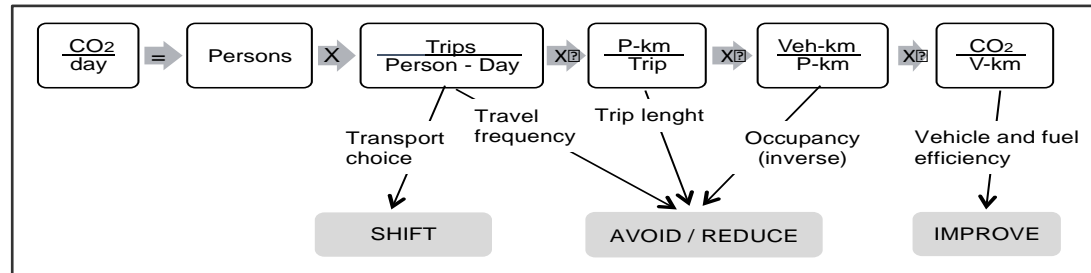 CO2
day
=
Persons
X
Trips
Person - Day
X
P-km
Trip
X
Veh-km
P-km
X
CO2
V-km
Transport
choice
Travel
frequency
Trip lenght
Occupancy
(inverse)
Vehicle and fuel
efficiency
SHIFT
AVOID / REDUCE
IMPROVE